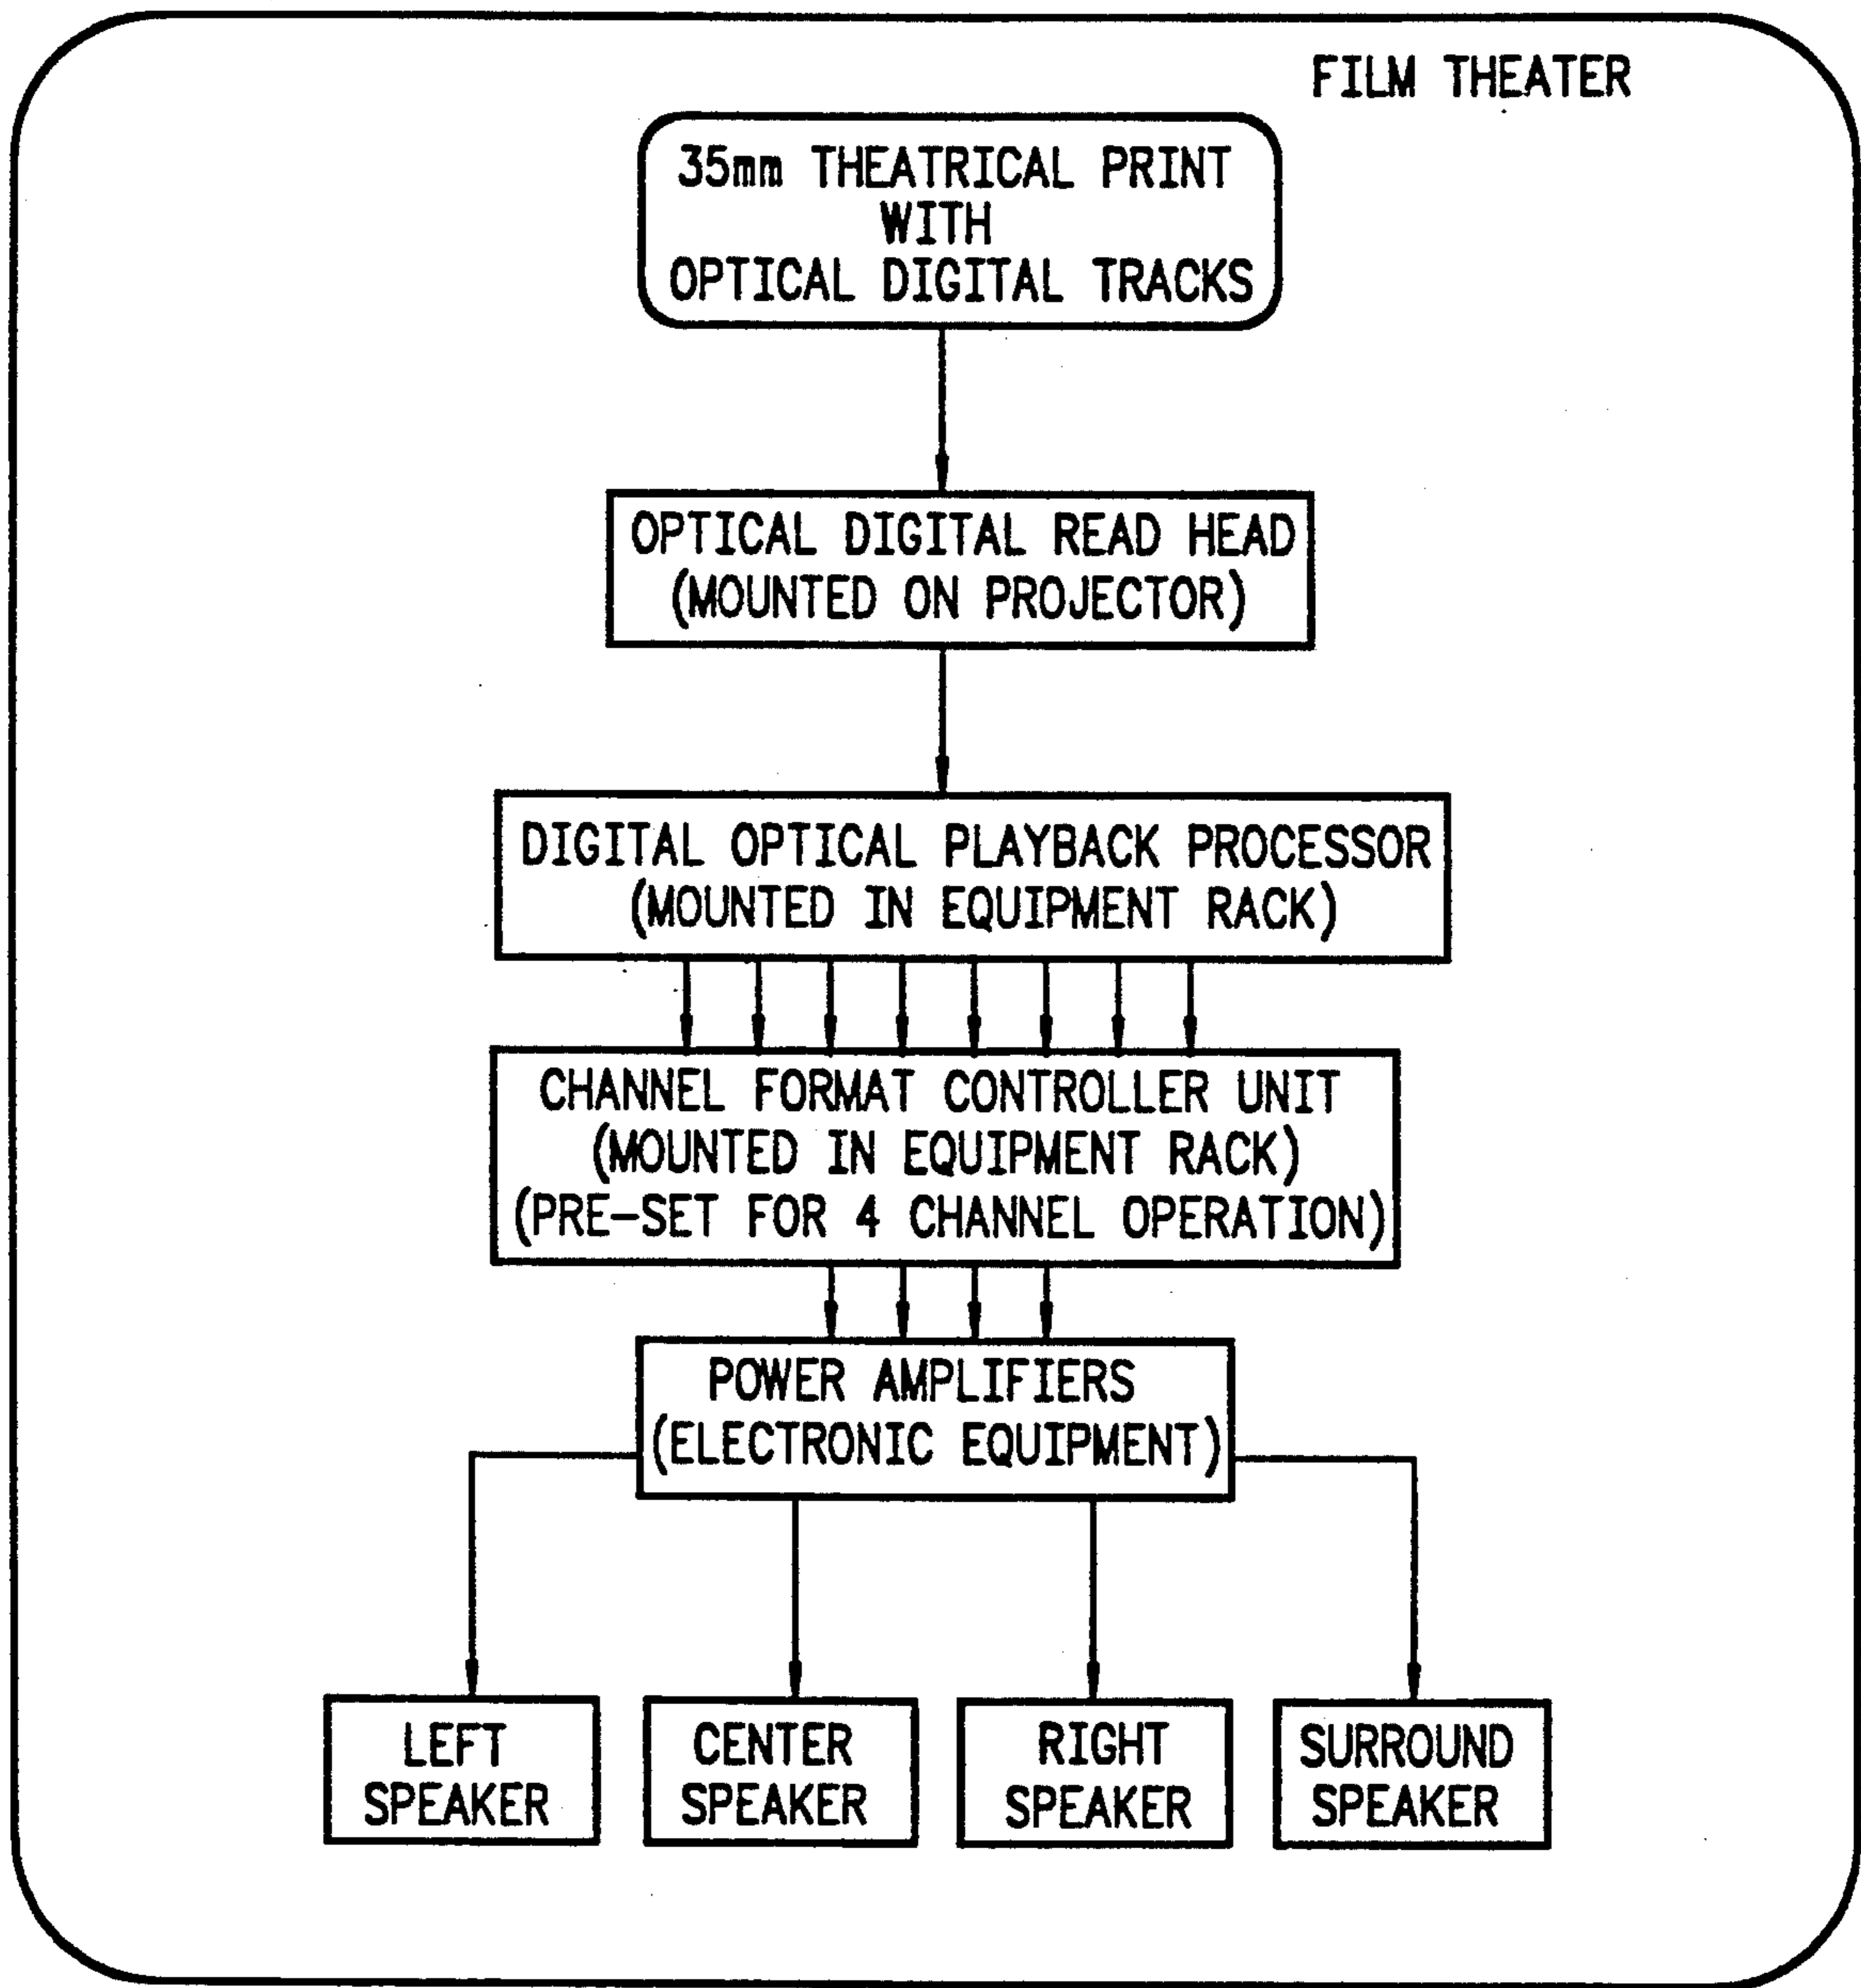 FILM THEATER
35mm THEATRICAL PRINT
WITH
OPTICAL DIGITAL TRACKS
OPTICAL DIGITAL READ HEAD
(MOUNTED ON PROJECTOR)
DIGITAL OPTICAL PLAYBACK PROCESSOR
(MOUNTED IN EQUIPMENT RACK)
CHANNEL FORMAT CONTROLLER UNIT
(MOUNTED IN EQUIPMENT RACK)
(PRE-SET FOR 4 CHANNEL OPERATION)
POWER AMPLIFIERS
(ELECTRONIC EQUIPMENT)
LEFT
SPEAKER
CENTER
SPEAKER
RIGHT
SPEAKER
SURROUND
SPEAKER